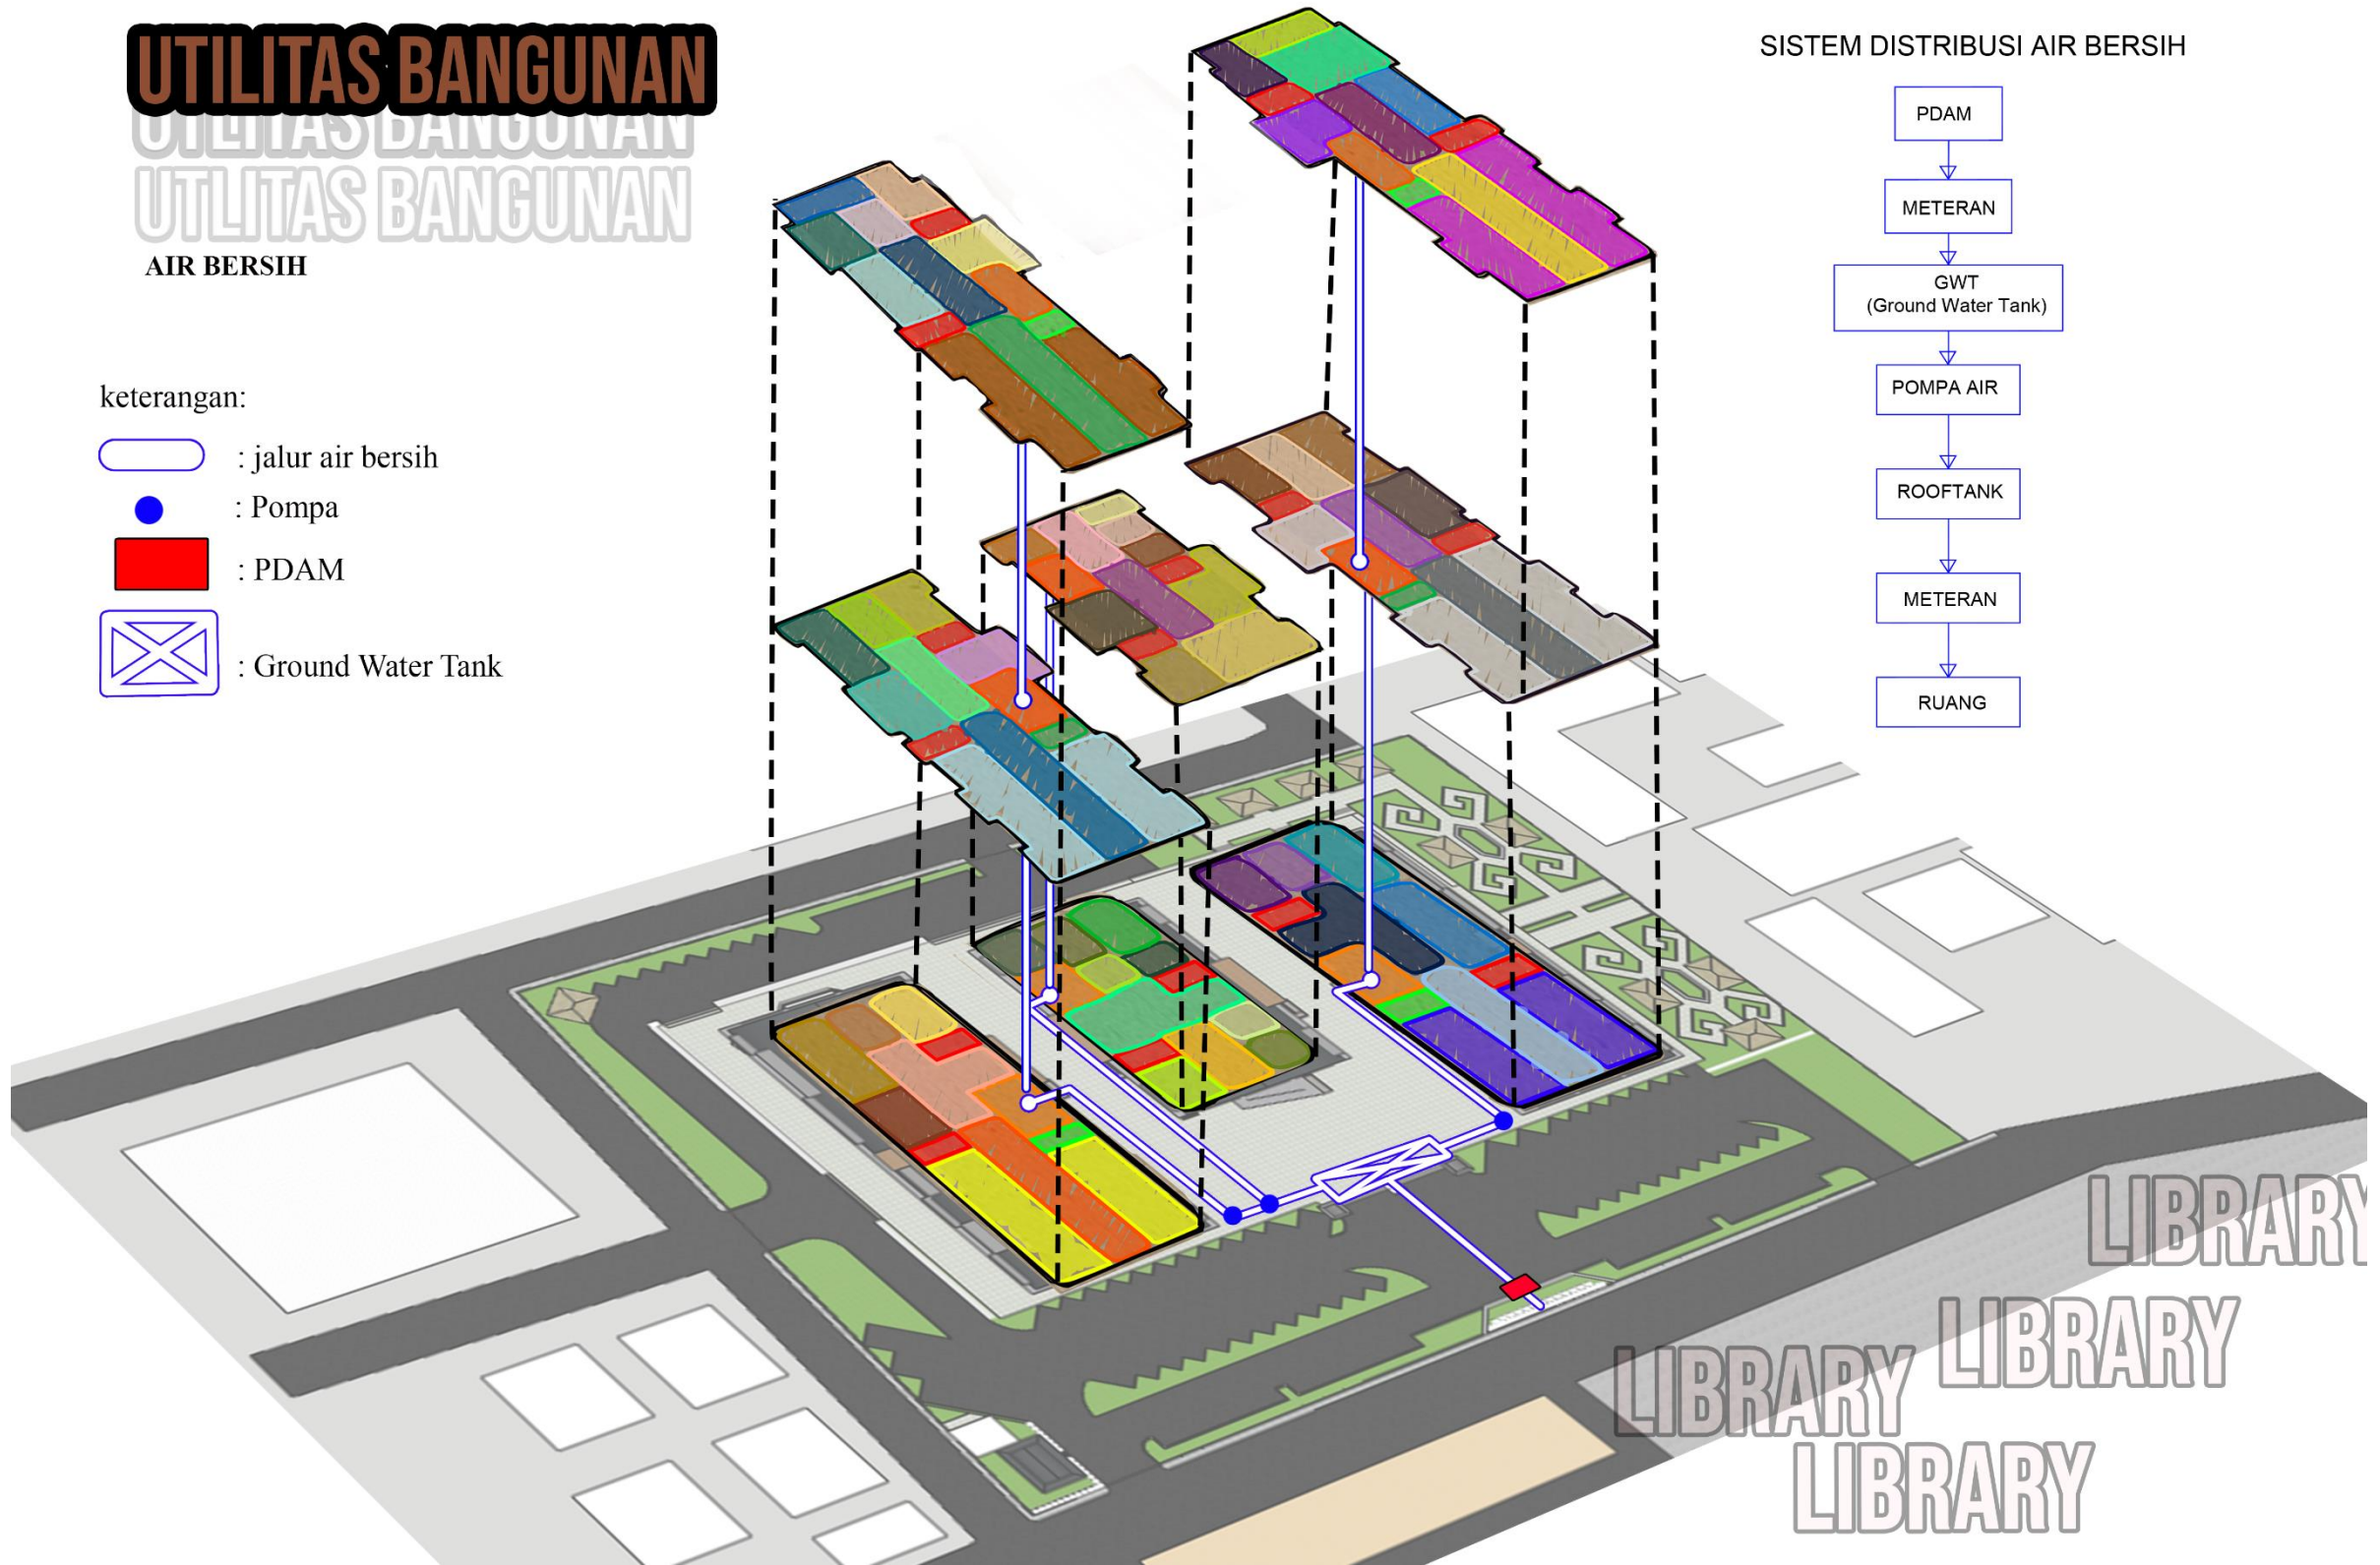 UTILITAS BANGUNAN
UTILITAS BANGUNAN
UTLITAS BANGUNAN
AIR BERSIH
keterangan:
: jalur air bersih
: Pompa
: PDAM
: Ground Water Tank
SISTEM DISTRIBUSI AIR BERSIH
PDAM
METERAN
GWT
(Ground Water Tank)
POMPA AIR
ROOFTANK
METERAN
RUANG
LIBRARY
LIBRARY
LIBRARY
LIBRARY